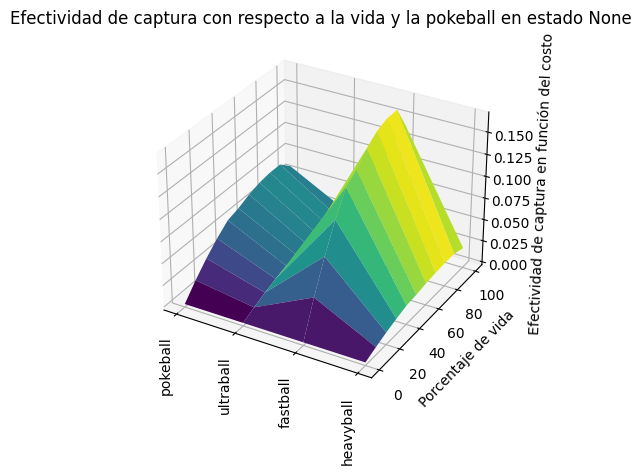 Efectividad de captura con respecto a la vida y la pokeball en estado None
Efectividad de captura en función del costo
0.150
0.125
0.100
0.075
0.050
0.025
0.000
100
80
60
40
20
0
Porcentaje de vida
pokeball
ultraball
fastball
heavyball